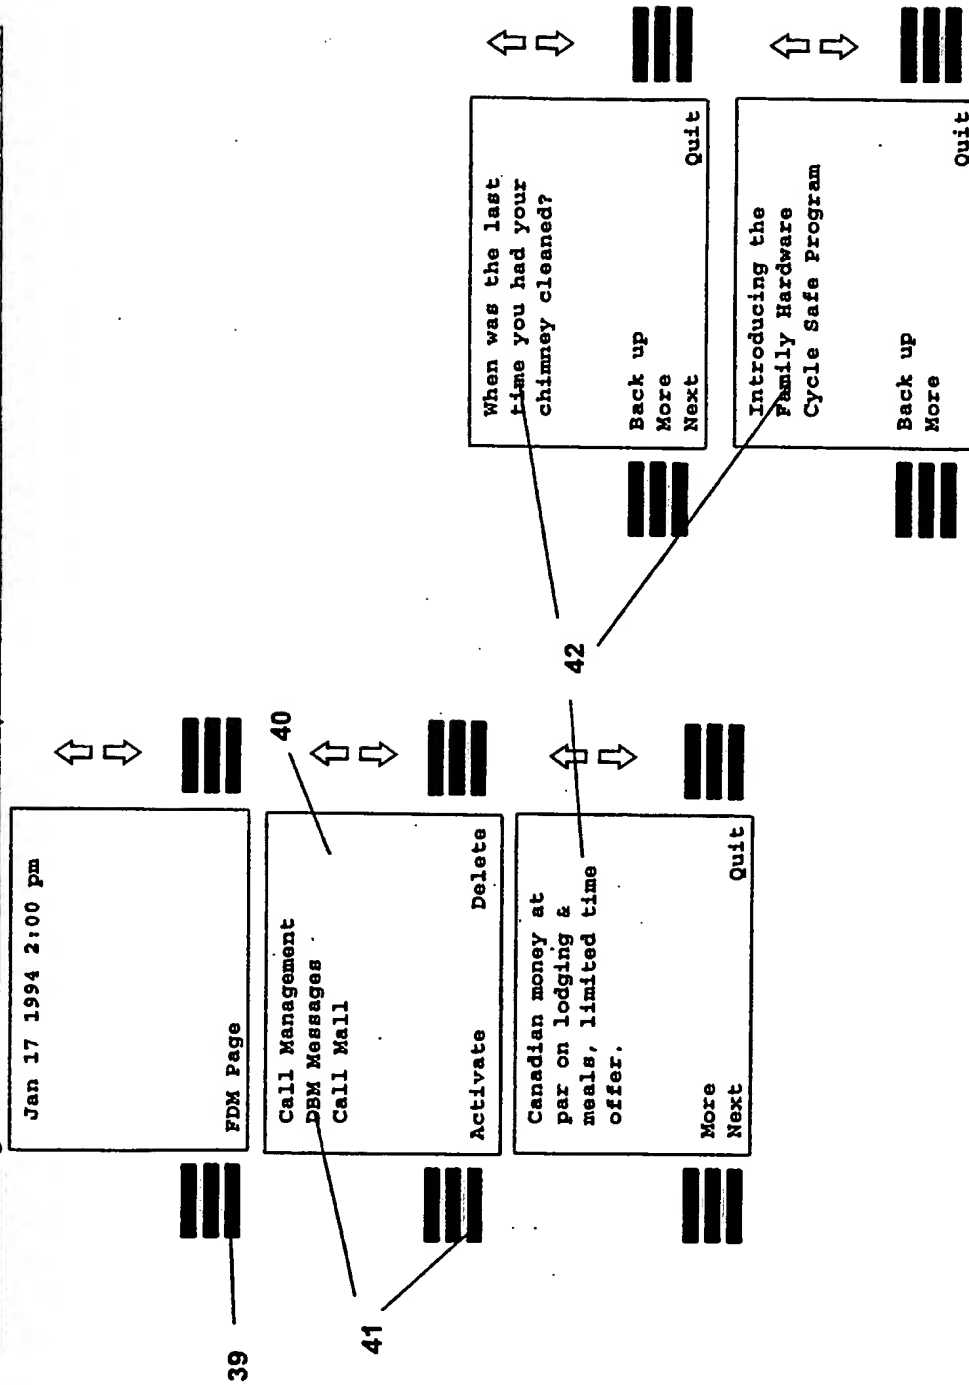 Jan 17 1994 2:00 pm
FDM Page
39
Call Management
DBM Messages
Call Mall
Activate Delete
40
41
Canadian money at
par on lodging &
meals, limited time
offer.
More
Next Quit
42
When was the last
time you had your
chimney cleaned?
Back up
More
Next Quit
Introducing the
Family Hardware
Cycle Safe Program
Back up
More
Quit